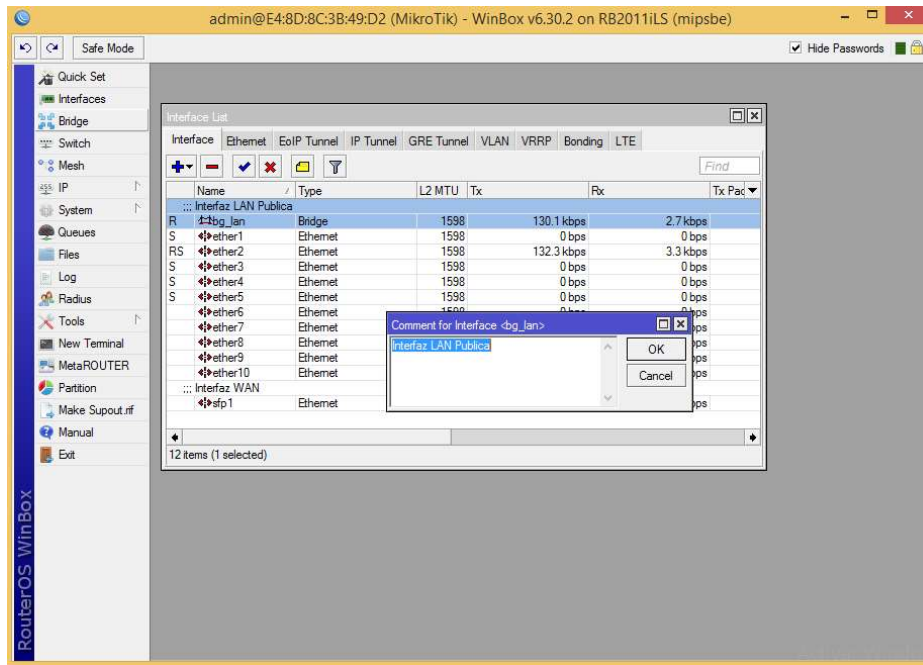 admin@E4:8D:8C:3B:49:D2 (MikroTik) - WinBox v6.30.2 on RB2011iLS (mipsbe)
Safe Mode
Hide Passwords
Quick Set
Interfaces
Bridge
Switch
Mesh
IP
System
Queues
Files
Log
Radius
Tools
New Terminal
MetaROUTER
Partition
Make Supout.rif
Manual
Exit
RouterOS WinBox
Interface List
Interface Ethernet EoIP Tunnel IP Tunnel GRE Tunnel VLAN VRRP Bonding LTE
Find
Name / Type L2 MTU Tx Rx Tx Pac
;;; Interfaz LAN Publica
R bg_lan Bridge 1598 130.1 kbps 2.7 kbps
S ether1 Ethernet 1598 0 bps 0 bps
RS ether2 Ethernet 1598 132.3 kbps 3.3 kbps
S ether3 Ethernet 1598 0 bps 0 bps
S ether4 Ethernet 1598 0 bps 0 bps
S ether5 Ethernet 1598 0 bps 0 bps
ether6 Ethernet
ether7 Ethernet
ether8 Ethernet
ether9 Ethernet
ether10 Ethernet
;;; Interfaz WAN
sfp1 Ethernet
12 items (1 selected)
Comment for Interface <bg_lan>
Interfaz LAN Publica
OK
Cancel